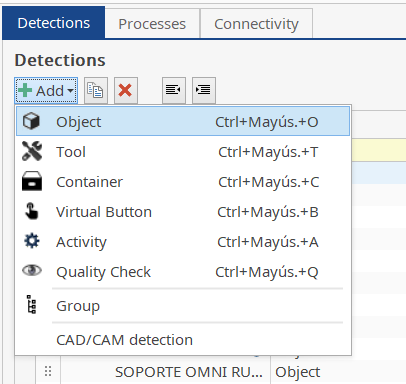 Detections Processes Connectivity
Detections
Add
Object Ctrl+Mayús.+O
Tool Ctrl+Mayús.+T
Container Ctrl+Mayús.+C
Virtual Button Ctrl+Mayús.+B
Activity Ctrl+Mayús.+A
Quality Check Ctrl+Mayús.+Q
Group
CAD/CAM detection
SOPORTE OMNI RU... Object